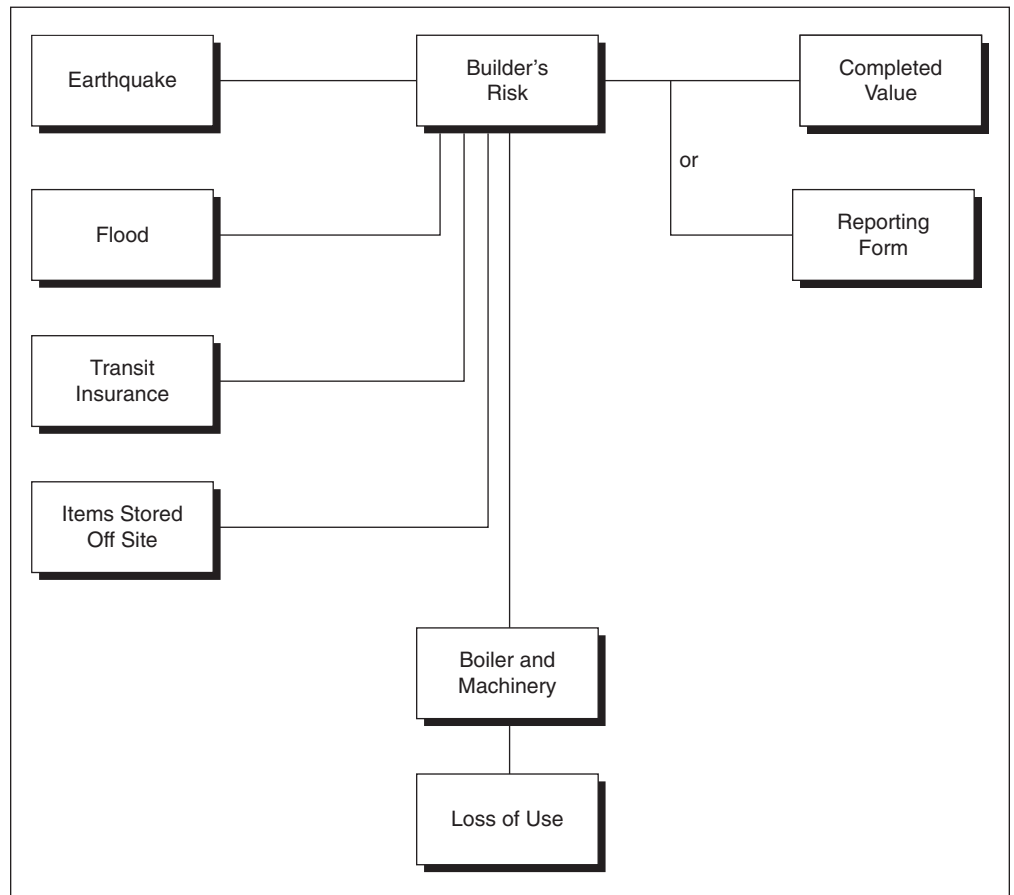 Earthquake
Builder's
Risk
Completed
Value
or
Flood
Reporting
Form
Transit
Insurance
Items Stored
Off Site
Boiler and
Machinery
Loss of Use